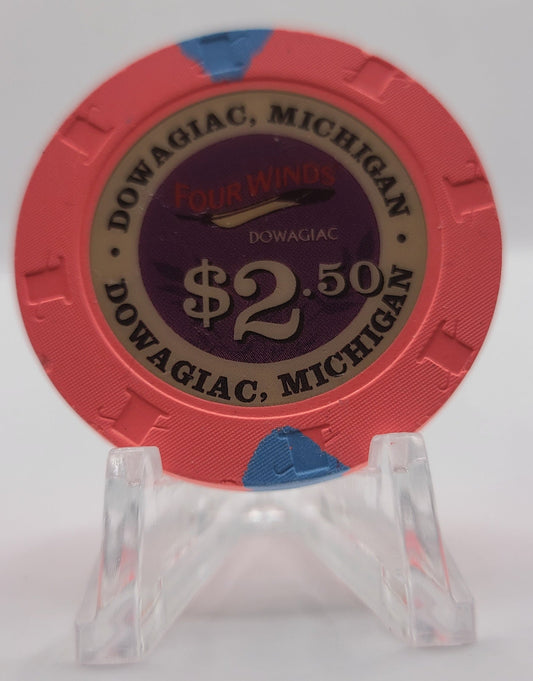 DOWAGIAC, MICHIGAN
FOUR WINDS
DOWAGIAC
$2.50
DOWAGIAC, MICHIGAN